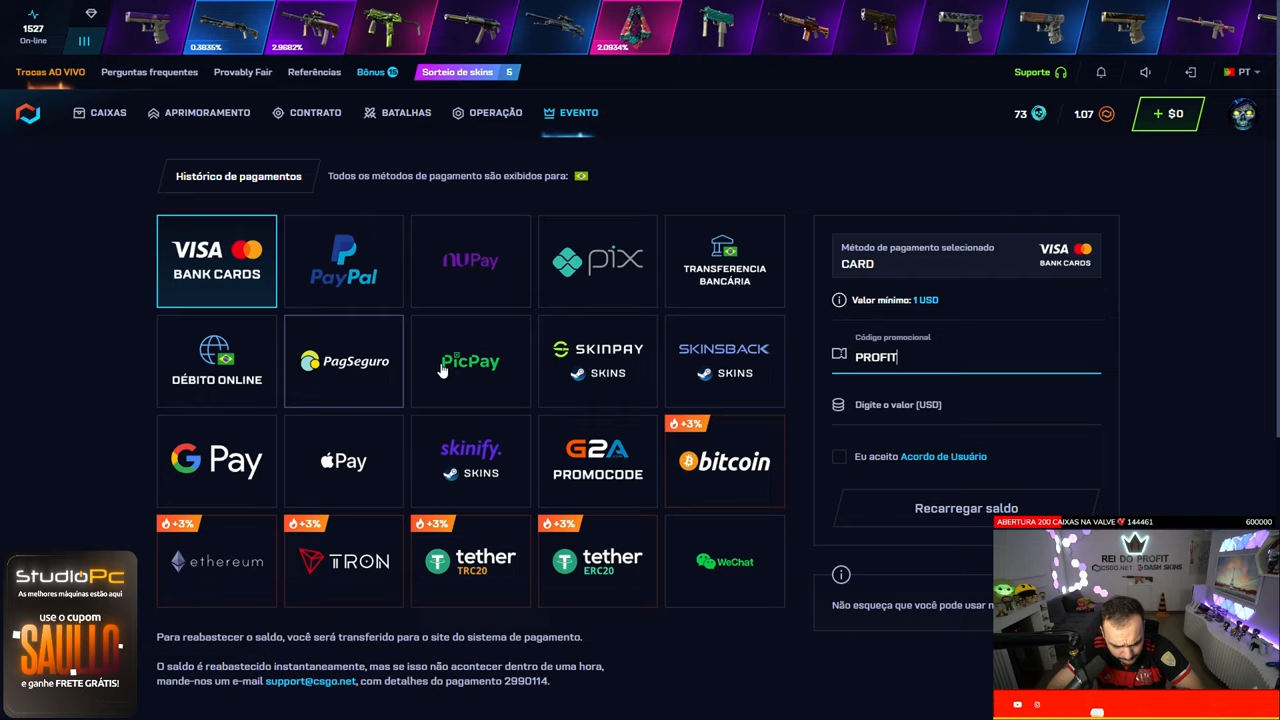 1527
On-line
0.3835%
2.9682%
2.0934%
Trocas AO VIVO
Perguntas frequentes
Provably Fair
Referências
Bônus 15
Sorteio de skins 5
Suporte
PT
CAIXAS
APRIMORAMENTO
CONTRATO
BATALHAS
OPERAÇÃO
EVENTO
73
1.07
+ $0
Histórico de pagamentos
Todos os métodos de pagamento são exibidos para:
VISA
BANK CARDS
PayPal
nuPay
pix
TRANSFERENCIA
BANCÁRIA
DÉBITO ONLINE
PagSeguro
PicPay
SKINPAY
SKINS
SKINSBACK
SKINS
G Pay
Pay
skinify.
SKINS
G2A
PROMOCODE
+3%
bitcoin
+3%
ethereum
+3%
TRON
+3%
tether
TRC20
+3%
tether
ERC20
WeChat
Para reabastecer o saldo, você será transferido para o site do sistema de pagamento.
O saldo é reabastecido instantaneamente, mas se isso não acontecer dentro de uma hora,
mande-nos um e-mail support@csgo.net, com detalhes do pagamento 2990114.
Método de pagamento selecionado
CARD
VISA
BANK CARDS
Valor mínimo: 1 USD
Código promocional
PROFIT
Digite o valor (USD)
Eu aceito Acordo de Usuário
Recarregar saldo
Não esqueça que você pode usar
StudioPc
As melhores máquinas estão aqui
use o cupom
SAULLO
e ganhe FRETE GRÁTIS!
ABERTURA 200 CAIXAS NA VALVE 144461
600000
REI DO PROFIT
CSGO.NET DASH SKINS